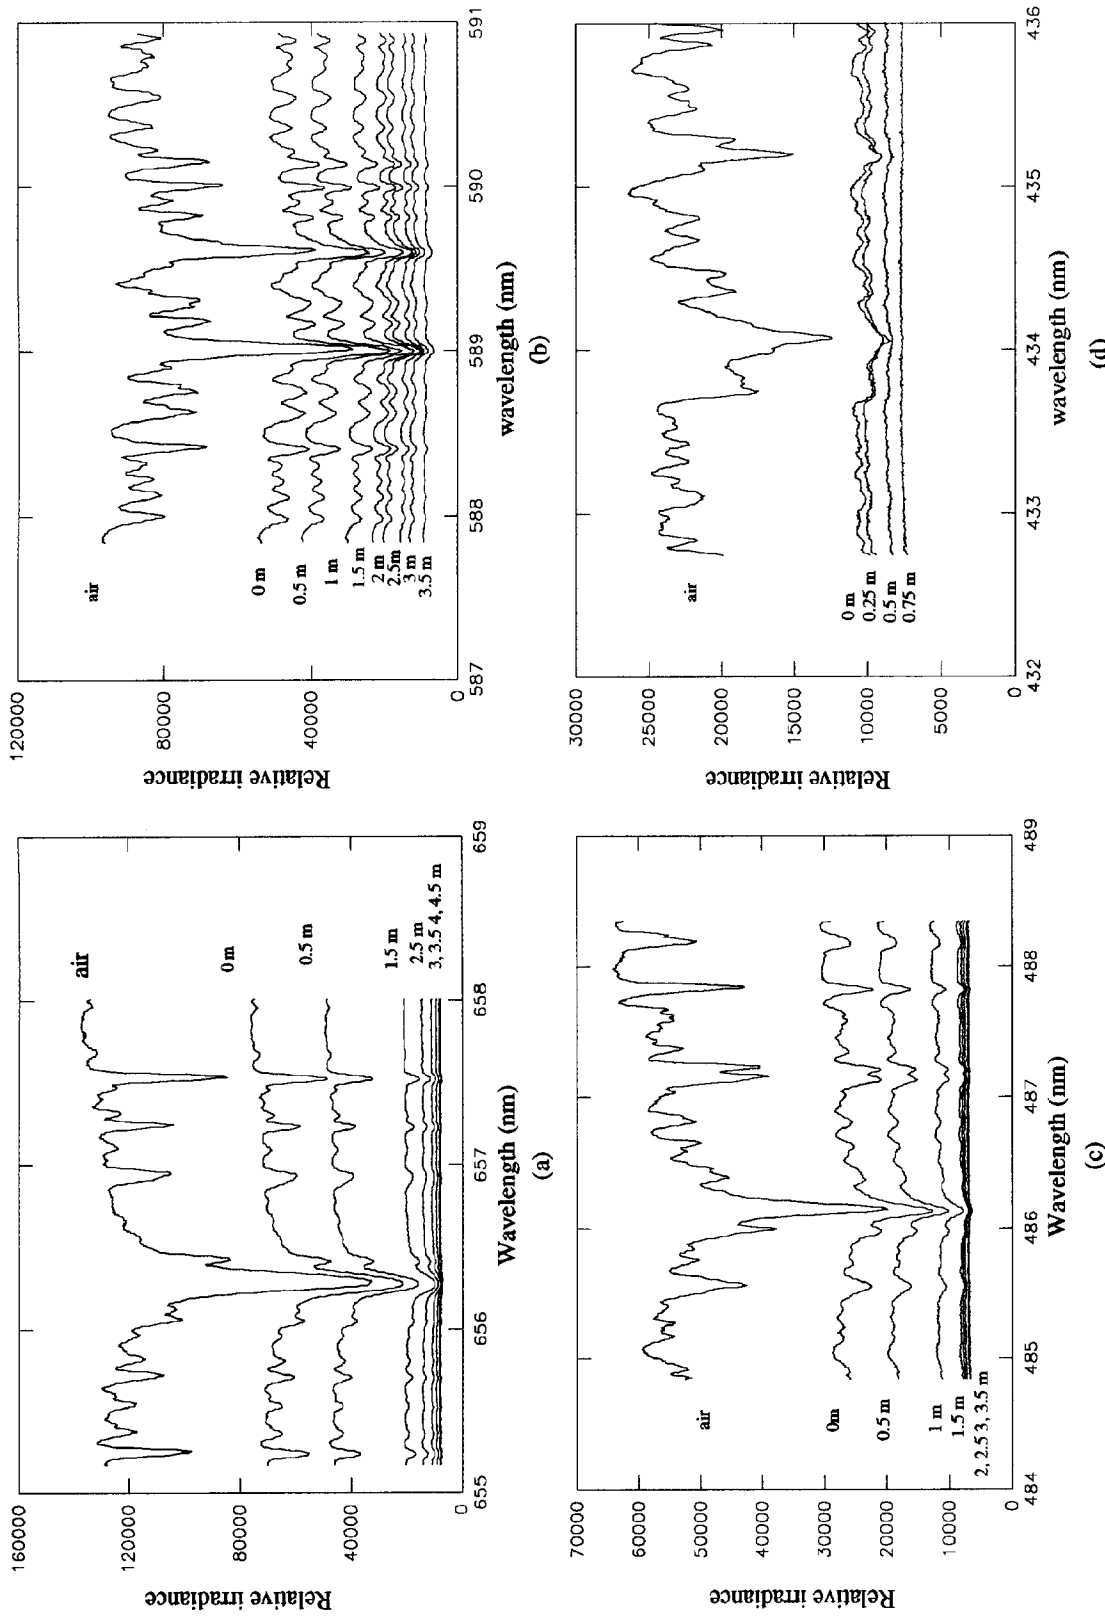 160000
120000
80000
40000
0
Relative irradiance
air
0m
0.5 m
1.5 m
2.5 m
3, 3.5 4, 4.5 m
655
656
657
658
659
Wavelength (nm)
(a)
120000
80000
40000
0
Relative irradiance
air
0 m
0.5 m
1 m
1.5 m
2 m
2.5m
3 m
3.5 m
587
588
589
590
591
wavelength (nm)
(b)
70000
60000
50000
40000
30000
20000
10000
0
Relative irradiance
air
0m
0.5 m
1 m
1.5 m
2, 2.5 3, 3.5 m
484
485
486
487
488
489
Wavelength (nm)
(c)
30000
25000
20000
15000
10000
5000
0
Relative irradiance
air
0 m
0.25 m
0.5 m
0.75 m
432
433
434
435
436
wavelength (nm)
(d)